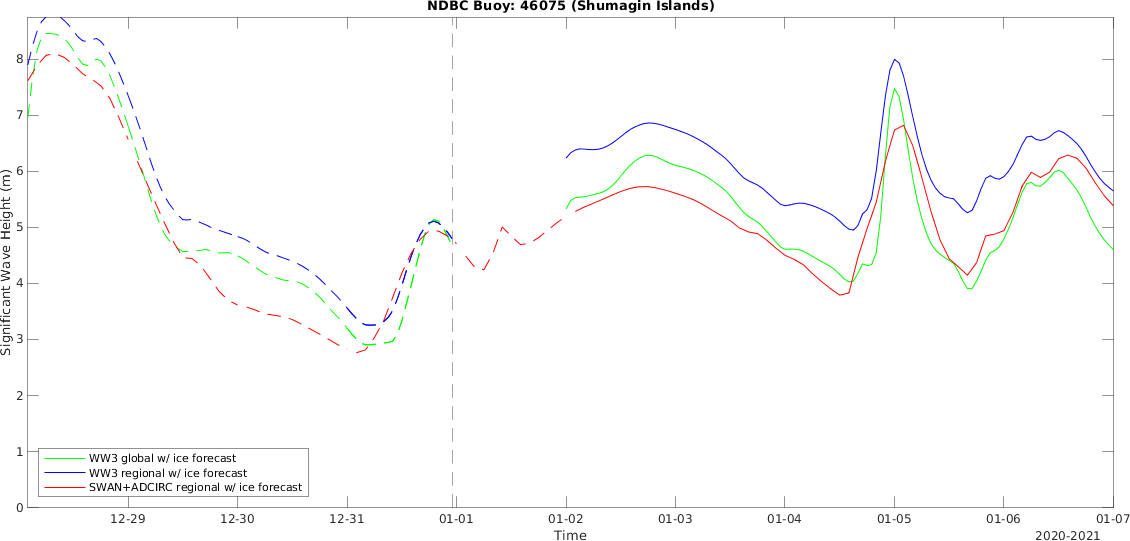 NDBC Buoy: 46075 (Shumagin Islands)
Significant Wave Height (m)
8
7
6
5
4
3
2
1
0
WW3 global w/ ice forecast
WW3 regional w/ ice forecast
SWAN+ADCIRC regional w/ ice forecast
12-29 12-30 12-31 01-01 01-02 01-03 01-04 01-05 01-06 01-07
Time
2020-2021